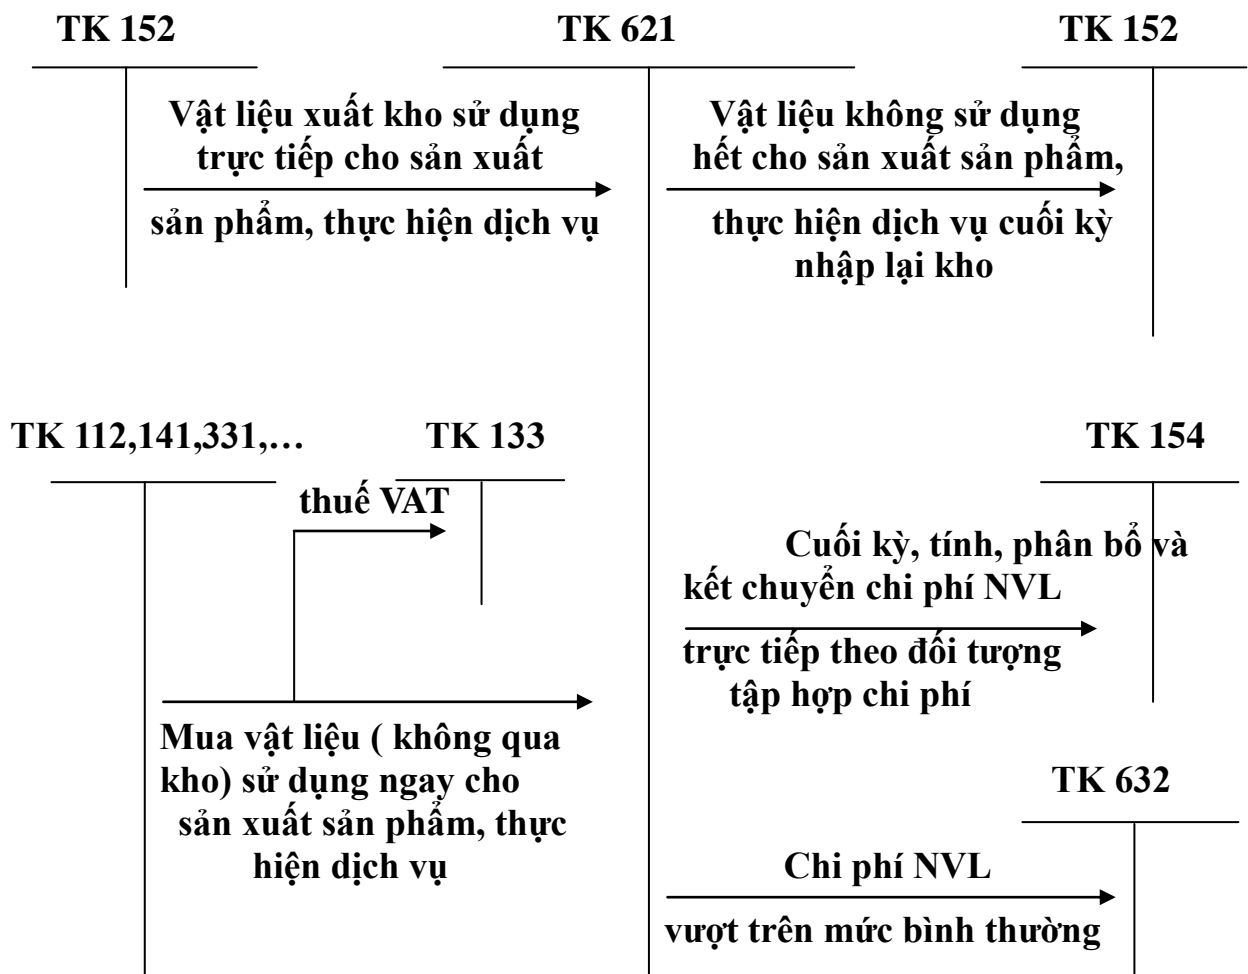 TK 152
TK 621
TK 152
Vật liệu xuất kho sử dụng
trực tiếp cho sản xuất
sản phẩm, thực hiện dịch vụ
Vật liệu không sử dụng
hết cho sản xuất sản phẩm,
thực hiện dịch vụ cuối kỳ
nhập lại kho
TK 112,141,331,…
TK 133
TK 154
thuế VAT
Cuối kỳ, tính, phân bổ và
kết chuyển chi phí NVL
trực tiếp theo đối tượng
tập hợp chi phí
Mua vật liệu ( không qua
kho) sử dụng ngay cho
sản xuất sản phẩm, thực
hiện dịch vụ
TK 632
Chi phí NVL
vượt trên mức bình thường